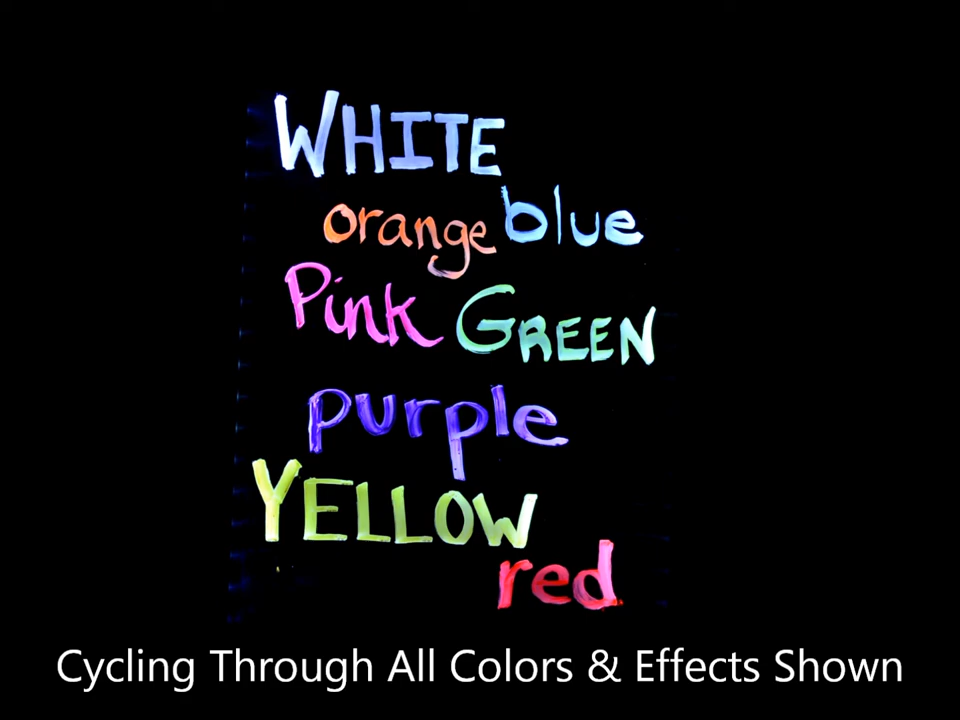 WHITE
orange blue
Pink GREEN
purple
YELLOW
red
Cycling Through All Colors & Effects Shown